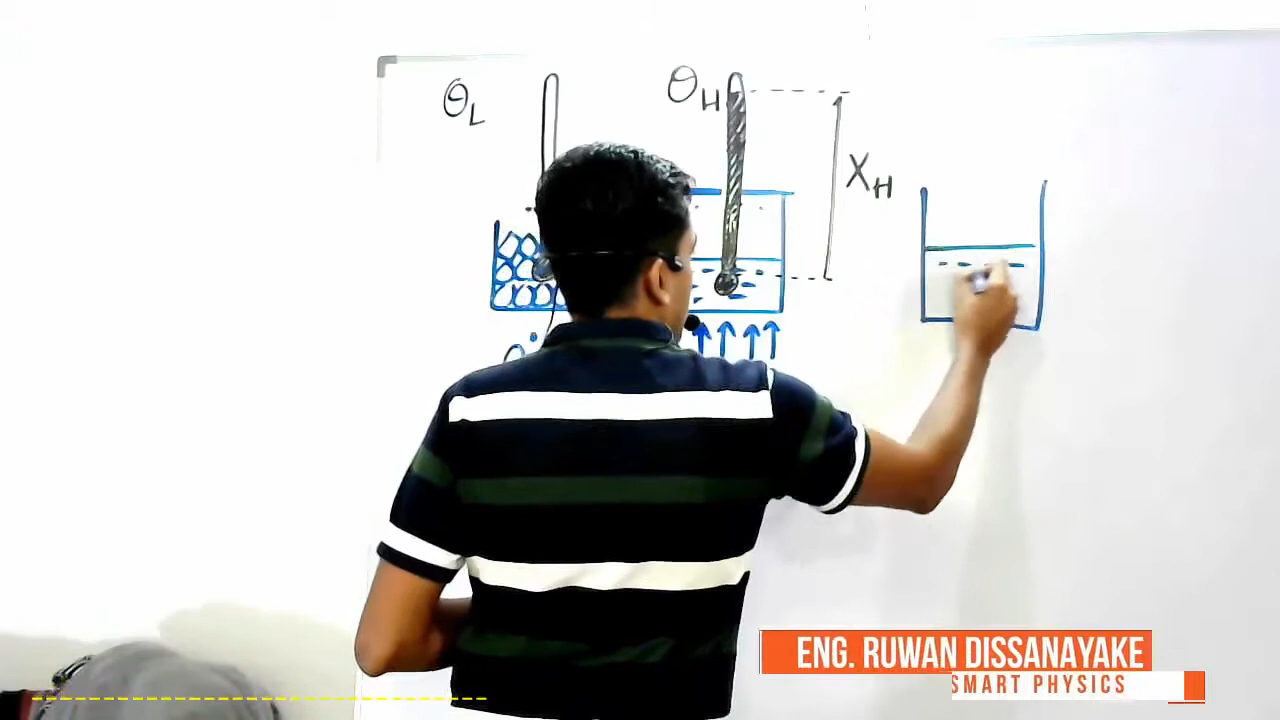 θL
θH
XH
ENG. RUWAN DISSANAYAKE
SMART PHYSICS